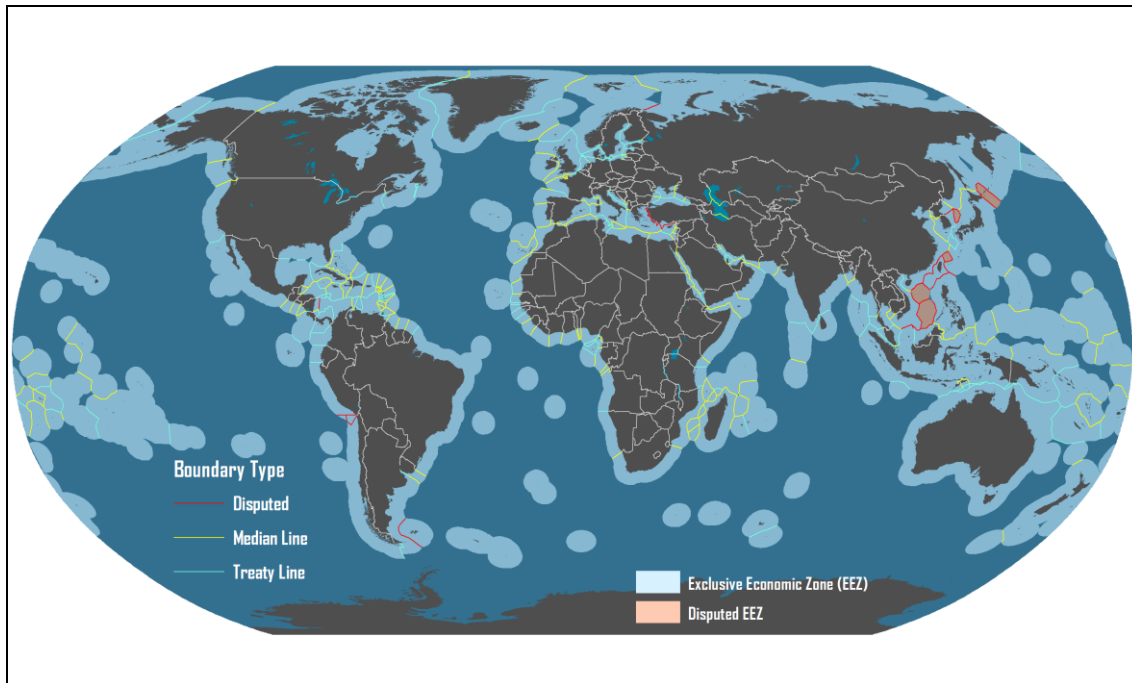 Boundary Type
Disputed
Median Line
Treaty Line
Exclusive Economic Zone (EEZ)
Disputed EEZ